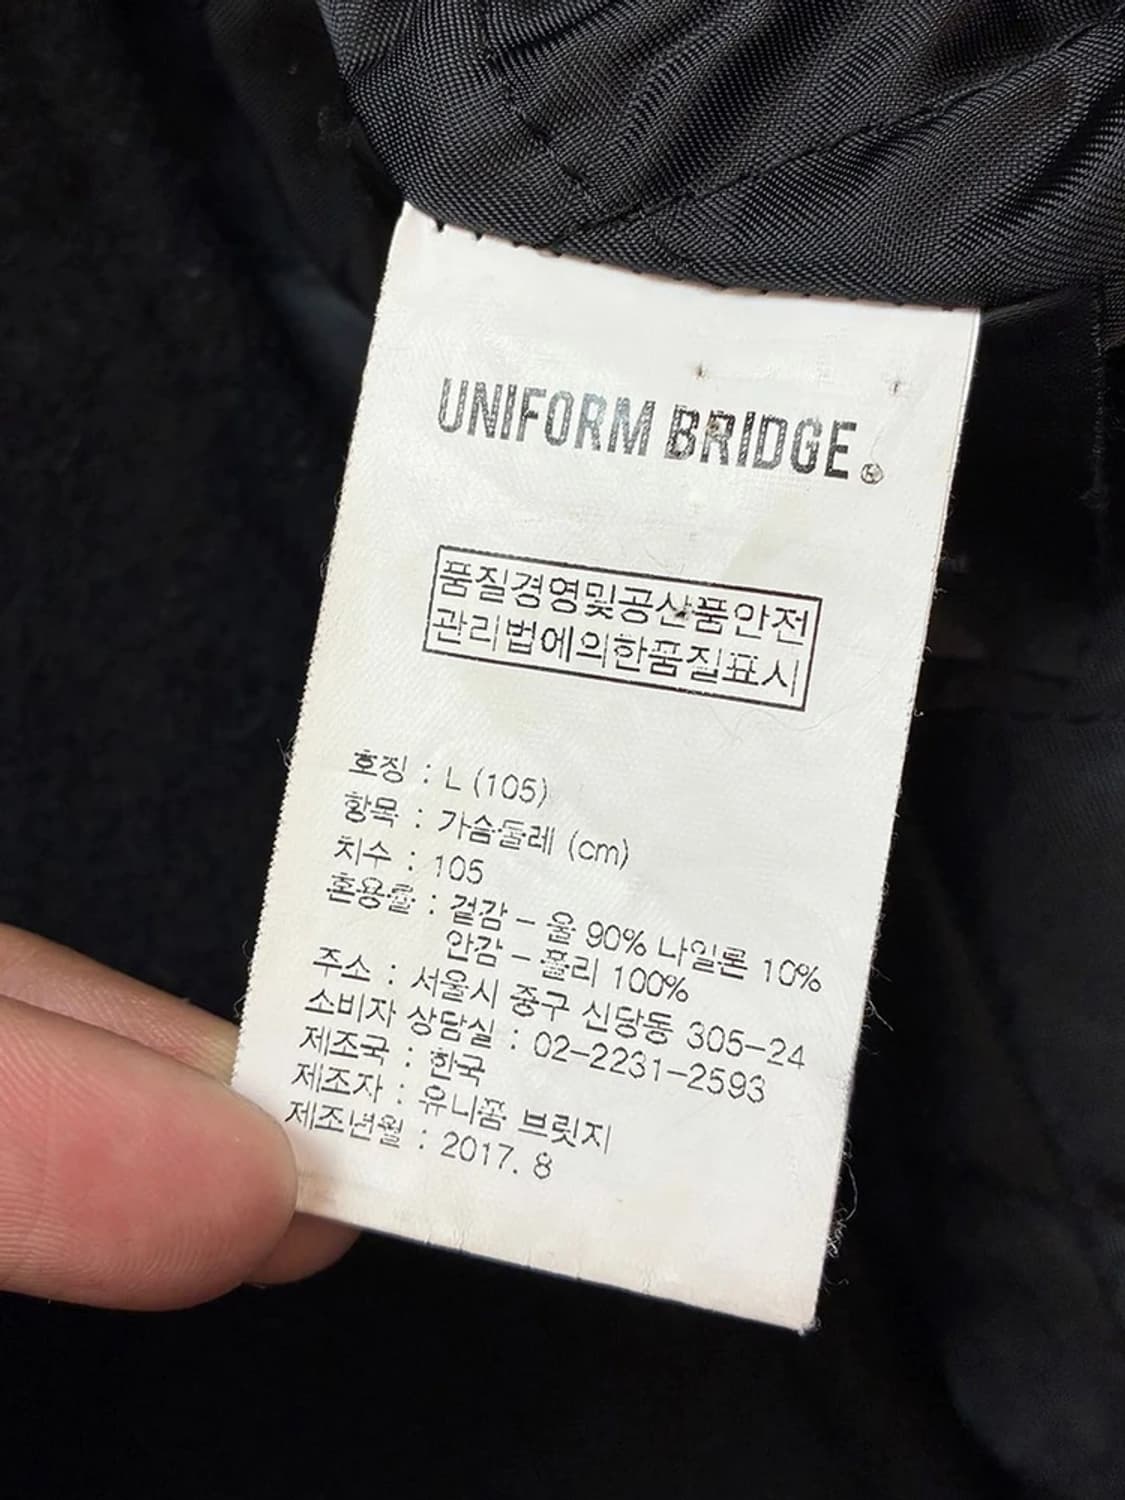 UNIFORM BRIDGE®
품질경영및공산품안전
관리법에의한품질표시
호징 : L (105)
항목 : 가슴둘레 (cm)
치수 : 105
혼용률 : 겉감 - 울 90% 나일론 10%
안감 - 폴리 100%
주소 : 서울시 중구 신당동 305-24
소비자 상담실 : 02-2231-2593
제조국 : 한국
제조자 : 유니폼 브릿지
제조년월 : 2017. 8